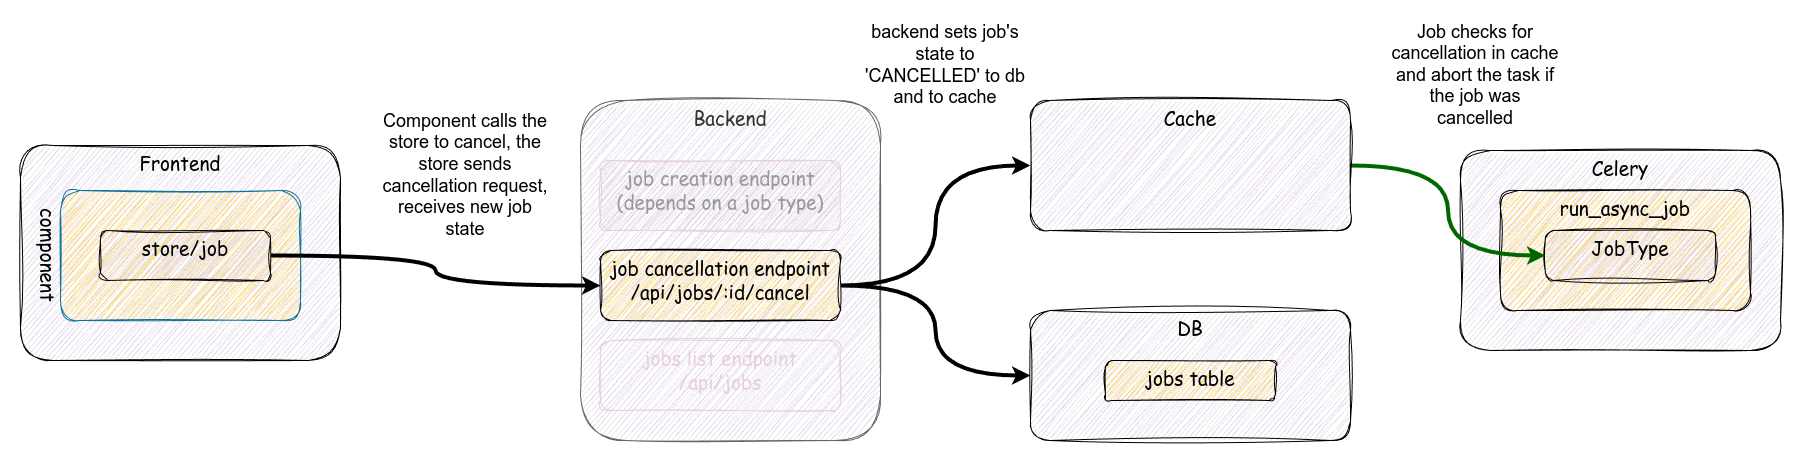 Frontend
component
store/job
Component calls the
store to cancel, the
store sends
cancellation request,
receives new job
state
Backend
job creation endpoint
(depends on a job type)
job cancellation endpoint
/api/jobs/:id/cancel
jobs list endpoint
/api/jobs
backend sets job's
state to
'CANCELLED' to db
and to cache
Cache
DB
jobs table
Job checks for
cancellation in cache
and abort the task if
the job was
cancelled
Celery
run_async_job
JobType